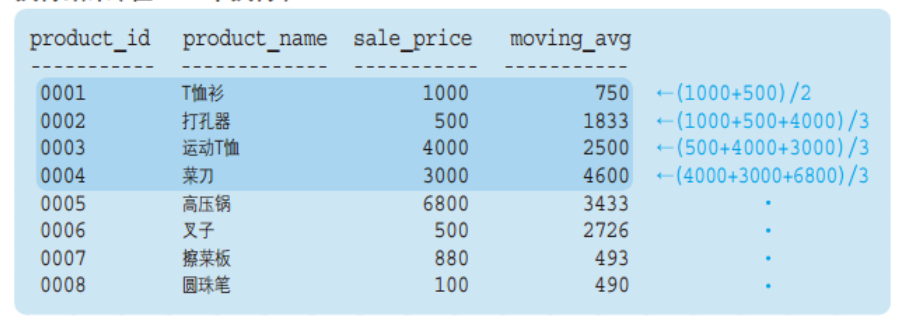 product_id product_name sale_price moving_avg
----------- ------------- ----------- -----------
0001 T恤衫 1000 750 ←(1000+500)/2
0002 打孔器 500 1833 ←(1000+500+4000)/3
0003 运动T恤 4000 2500 ←(500+4000+3000)/3
0004 菜刀 3000 4600 ←(4000+3000+6800)/3
0005 高压锅 6800 3433 ·
0006 叉子 500 2726 ·
0007 擦菜板 880 493 ·
0008 圆珠笔 100 490 ·